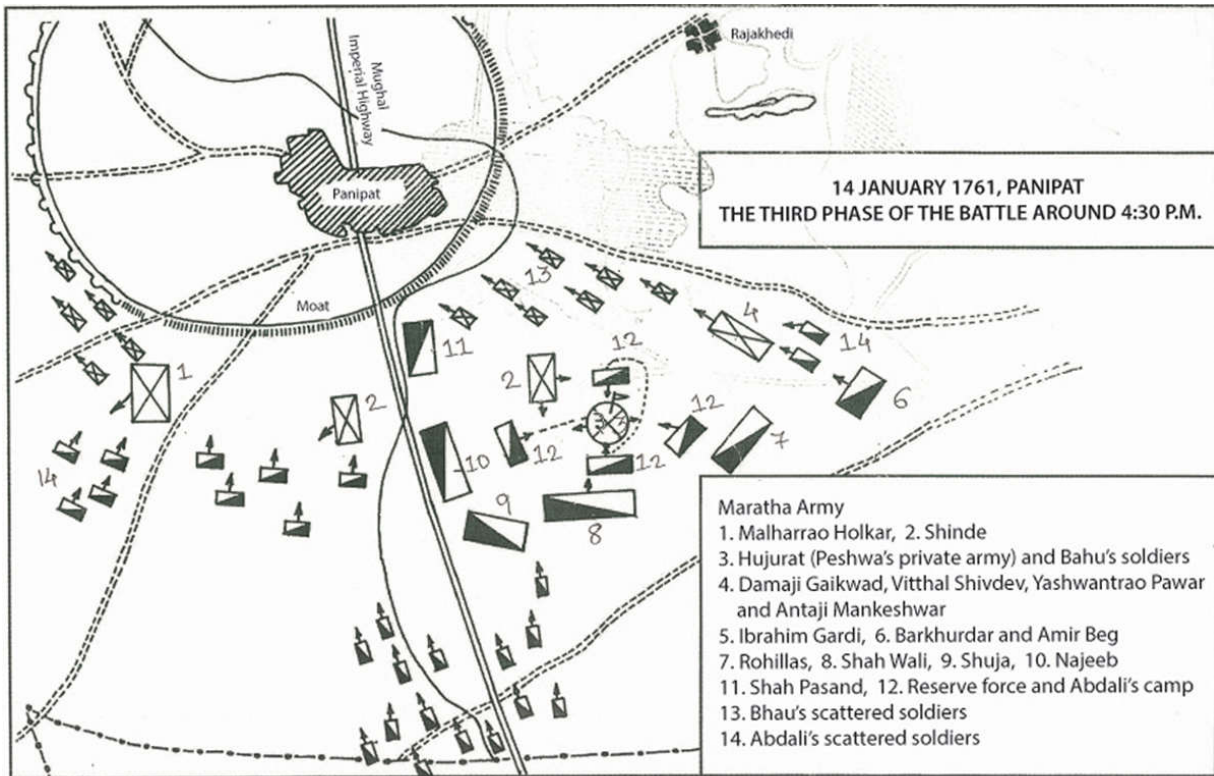 Rajakhedi
Mughal
Imperial Highway
Panipat
14 JANUARY 1761, PANIPAT
THE THIRD PHASE OF THE BATTLE AROUND 4:30 P.M.
Moat
13
4
14
12
11
1
2
2
6
12
7
14
10
12
12
9
8
Maratha Army
1. Malharrao Holkar, 2. Shinde
3. Hujurat (Peshwa's private army) and Bahu's soldiers
4. Damaji Gaikwad, Vitthal Shivdev, Yashwantrao Pawar
and Antaji Mankeshwar
5. Ibrahim Gardi, 6. Barkhurdar and Amir Beg
7. Rohillas, 8. Shah Wali, 9. Shuja, 10. Najeeb
11. Shah Pasand, 12. Reserve force and Abdali's camp
13. Bhau's scattered soldiers
14. Abdali's scattered soldiers